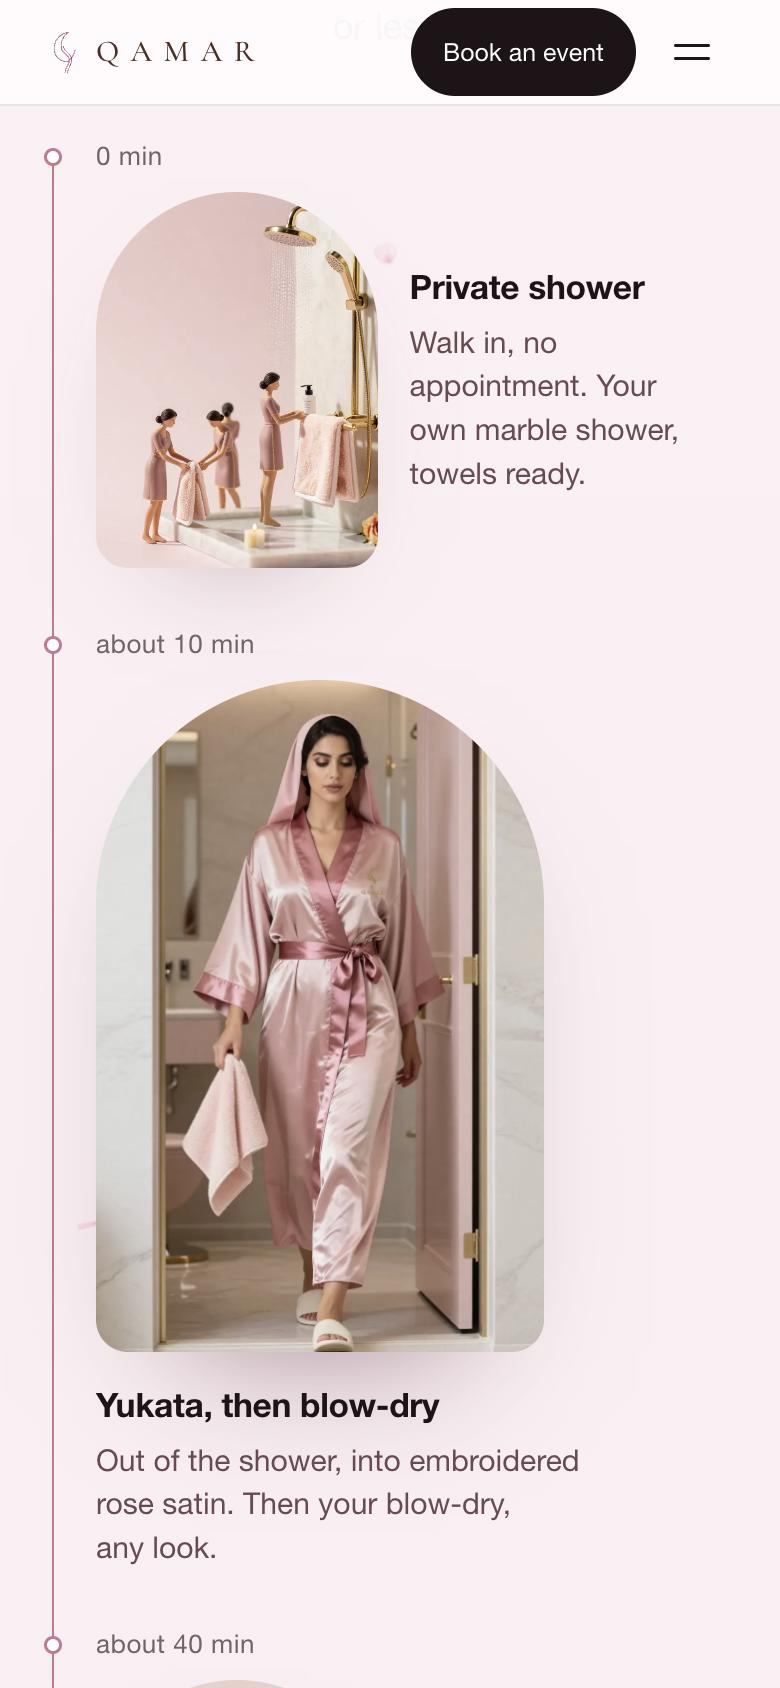 or les
QAMAR
Book an event
0 min
Private shower
Walk in, no
appointment. Your
own marble shower,
towels ready.
about 10 min
Yukata, then blow-dry
Out of the shower, into embroidered
rose satin. Then your blow-dry,
any look.
about 40 min